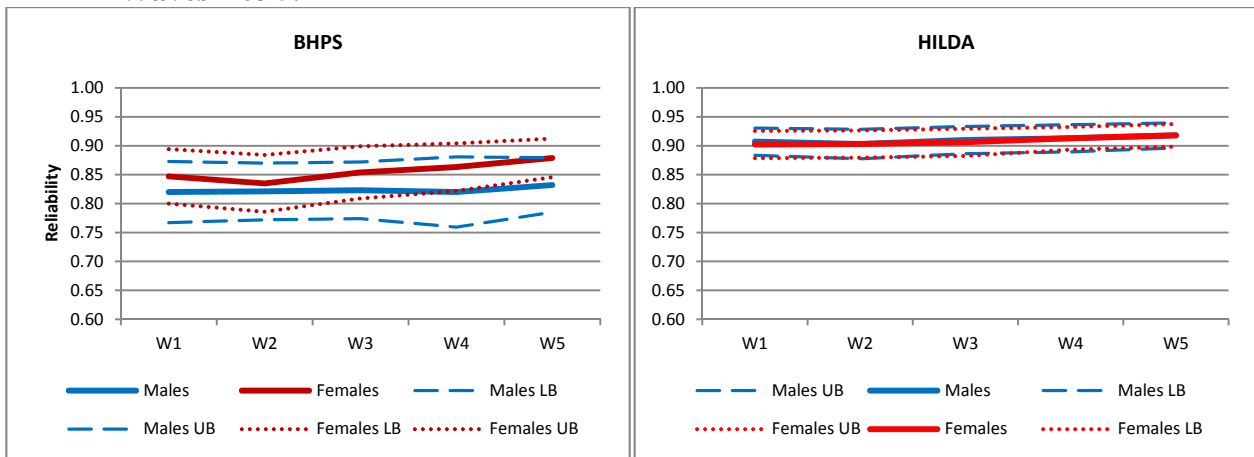 BHPS
1.00
0.95
0.90
0.85
0.80
0.75
0.70
0.65
0.60
Reliability
W1 W2 W3 W4 W5
Males Females Males LB
Males UB Females LB Females UB
HILDA
1.00
0.95
0.90
0.85
0.80
0.75
0.70
0.65
0.60
W1 W2 W3 W4 W5
Males UB Males Males LB
Females UB Females Females LB